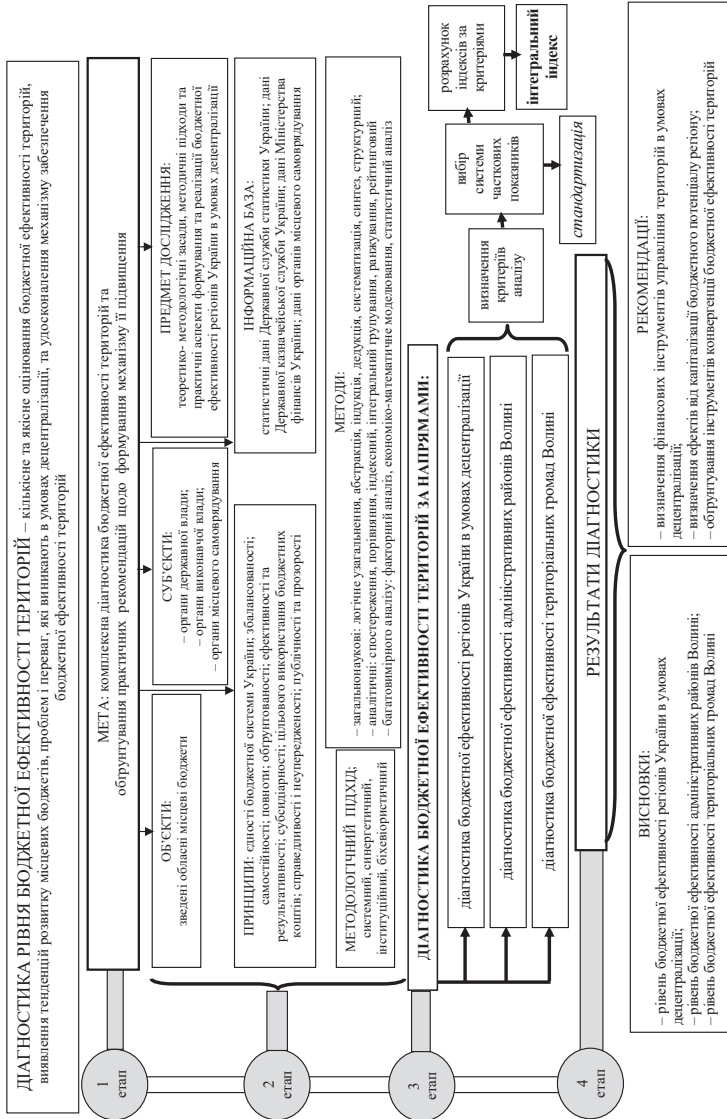 ДІАГНОСТИКА РІВНЯ БЮДЖЕТНОЇ ЕФЕКТИВНОСТІ ТЕРИТОРІЙ – кількісне та якісне оцінювання бюджетної ефективності територій,
виявлення тенденцій розвитку місцевих бюджетів, проблем і переваг, які виникають в умовах децентралізації, та удосконалення механізму забезпечення
бюджетної ефективності територій
1
етап
МЕТА: комплексна діагностика бюджетної ефективності територій та
обґрунтування практичних рекомендацій щодо формування механізму її підвищення
ОБ'ЄКТИ:
зведені обласні місцеві бюджети
СУБ'ЄКТИ:
– органи державної влади;
– органи виконавчої влади;
– органи місцевого самоврядування
ПРЕДМЕТ ДОСЛІДЖЕННЯ:
теоретико- методологічні засади, методичні підходи та
практичні аспекти формування та реалізації бюджетної
ефективності регіонів України в умовах децентралізації
2
етап
ПРИНЦИПИ: єдності бюджетної системи України; збалансованості;
самостійності; повноти; обґрунтованості; ефективності та
результативності; субсидіарності; цільового використання бюджетних
коштів; справедливості і неупередженості; публічності та прозорості
ІНФОРМАЦІЙНА БАЗА:
статистичні дані Державної служби статистики України; дані
Державної казначейської служби України; дані Міністерства
фінансів України; дані органів місцевого самоврядування
МЕТОДОЛОГІЧНИЙ ПІДХІД:
системний, синергетичний,
інституційний, біхевіористичний
МЕТОДИ:
– загальнонаукові: логічне узагальнення, абстракція, індукція, дедукція, систематизація, синтез, структурний;
– аналітичні: спостереження, порівняння, індексний, інтегральний групування, ранжування, рейтинговий
– багатовимірного аналізу: факторний аналіз, економіко-математичне моделювання, статистичний аналіз
3
етап
ДІАГНОСТИКА БЮДЖЕТНОЇ ЕФЕКТИВНОСТІ ТЕРИТОРІЙ ЗА НАПРЯМАМИ:
діагностика бюджетної ефективності регіонів України в умовах децентралізації
діагностика бюджетної ефективності адміністративних районів Волині
діагностика бюджетної ефективності територіальних громад Волині
визначення
критеріїв
аналізу
вибір
системи
часткових
показників
стандартизація
розрахунок
індексів за
критеріями
інтегральний
індекс
4
етап
РЕЗУЛЬТАТИ ДІАГНОСТИКИ
ВИСНОВКИ:
– рівень бюджетної ефективності регіонів України в умовах
децентралізації;
– рівень бюджетної ефективності адміністративних районів Волині;
– рівень бюджетної ефективності територіальних громад Волині
РЕКОМЕНДАЦІЇ:
– визначення фінансових інструментів управління територій в умовах
децентралізації;
– визначення ефектів від капіталізації бюджетного потенціалу регіону;
– обґрунтування інструментів конвергенції бюджетної ефективності територій